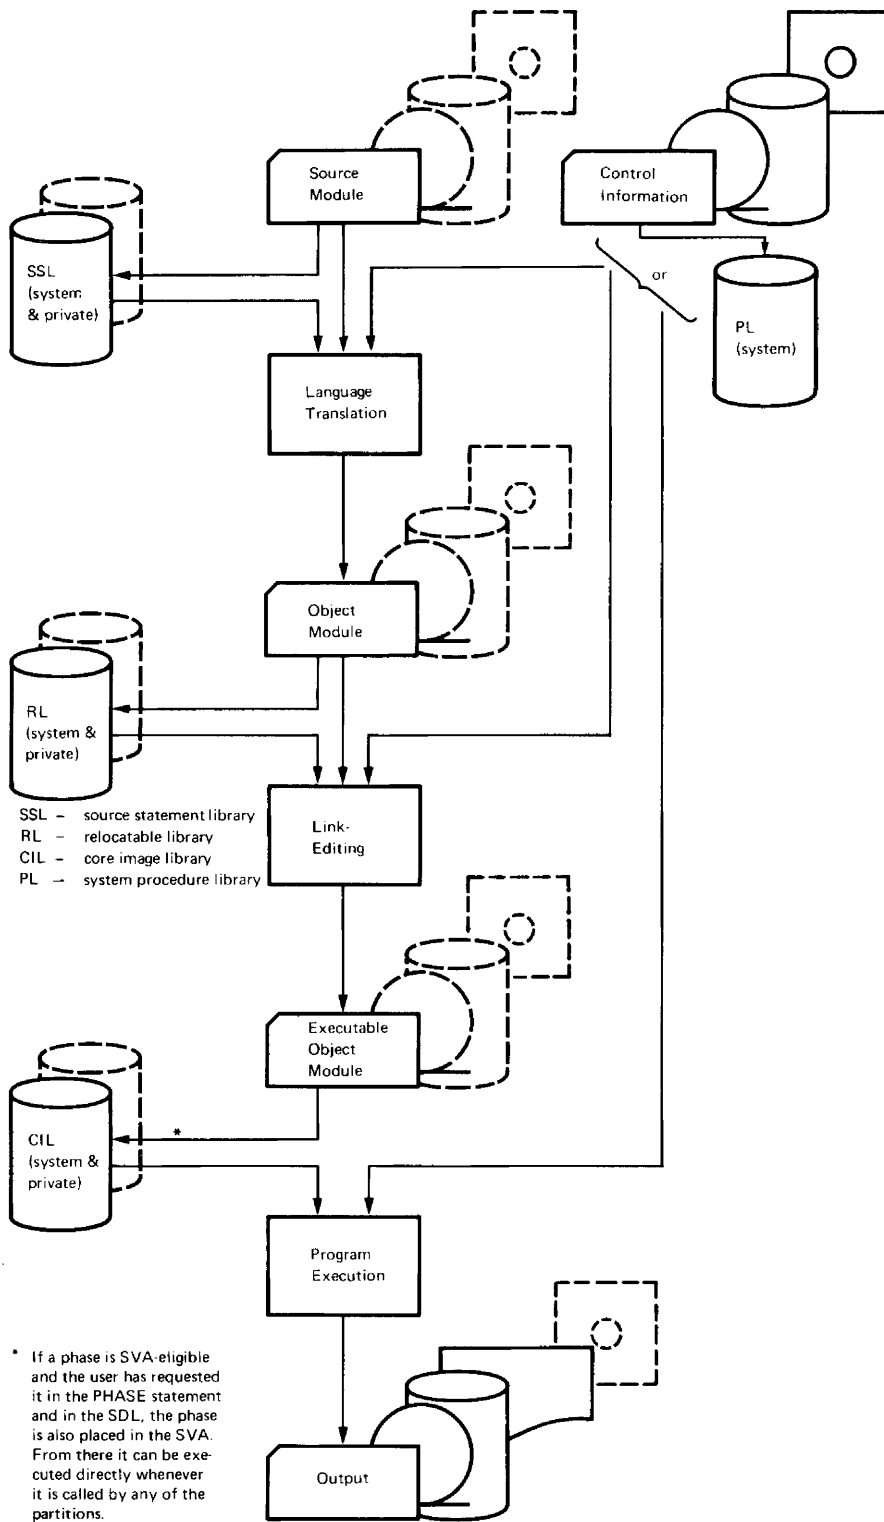 Source
Module
Control
Information
SSL
(system
& private)
or
PL
(system)
Language
Translation
Object
Module
RL
(system &
private)
SSL – source statement library
RL – relocatable library
CIL – core image library
PL – system procedure library
Link-
Editing
Executable
Object
Module
*
CIL
(system &
private)
Program
Execution
* If a phase is SVA-eligible
and the user has requested
it in the PHASE statement
and in the SDL, the phase
is also placed in the SVA.
From there it can be exe-
cuted directly whenever
it is called by any of the
partitions.
Output